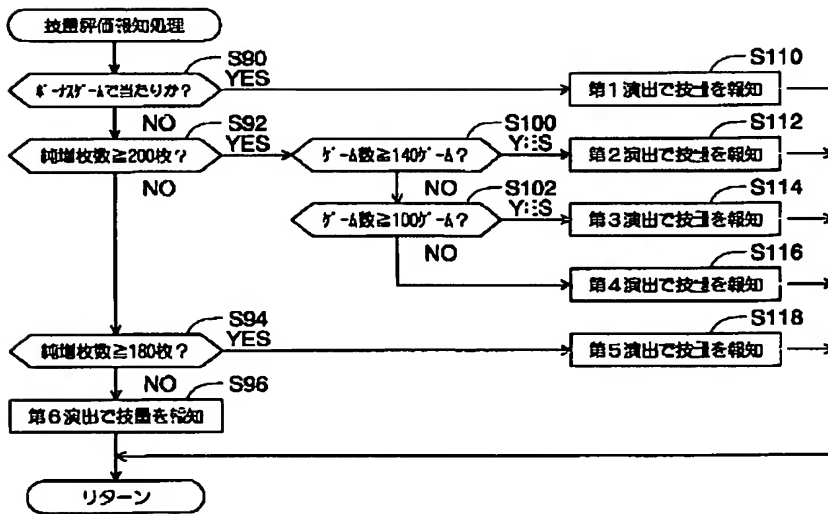 技量評価報知処理
S90
ボーナスゲームで当たりか?
YES
S110
第1演出で技量を報知
NO
S92
純増枚数≧200枚?
YES
S100
ゲーム数≧140ゲーム?
YES
S112
第2演出で技量を報知
NO
NO
S102
ゲーム数≧100ゲーム?
YES
S114
第3演出で技量を報知
NO
S116
第4演出で技量を報知
S94
純増枚数≧180枚?
YES
S118
第5演出で技量を報知
NO
S96
第6演出で技量を報知
リターン